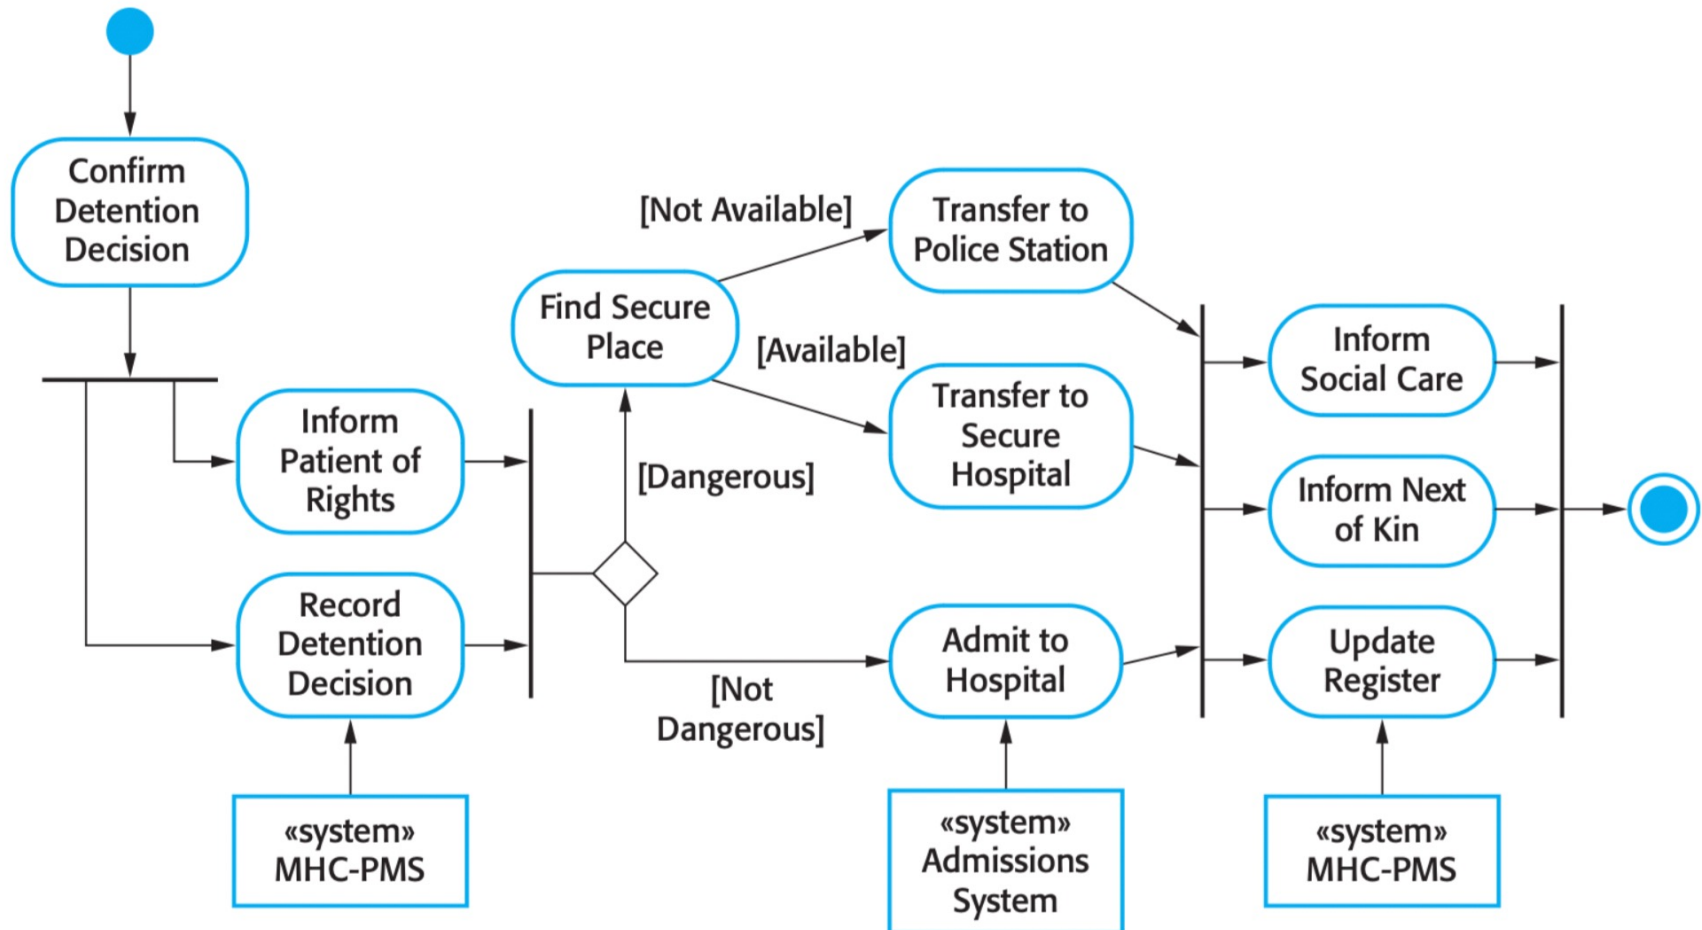 Confirm
Detention
Decision
Inform
Patient of
Rights
Record
Detention
Decision
«system»
MHC-PMS
Find Secure
Place
[Not Available]
[Available]
[Dangerous]
[Not
Dangerous]
Transfer to
Police Station
Transfer to
Secure
Hospital
Admit to
Hospital
«system»
Admissions
System
Inform
Social Care
Inform Next
of Kin
Update
Register
«system»
MHC-PMS